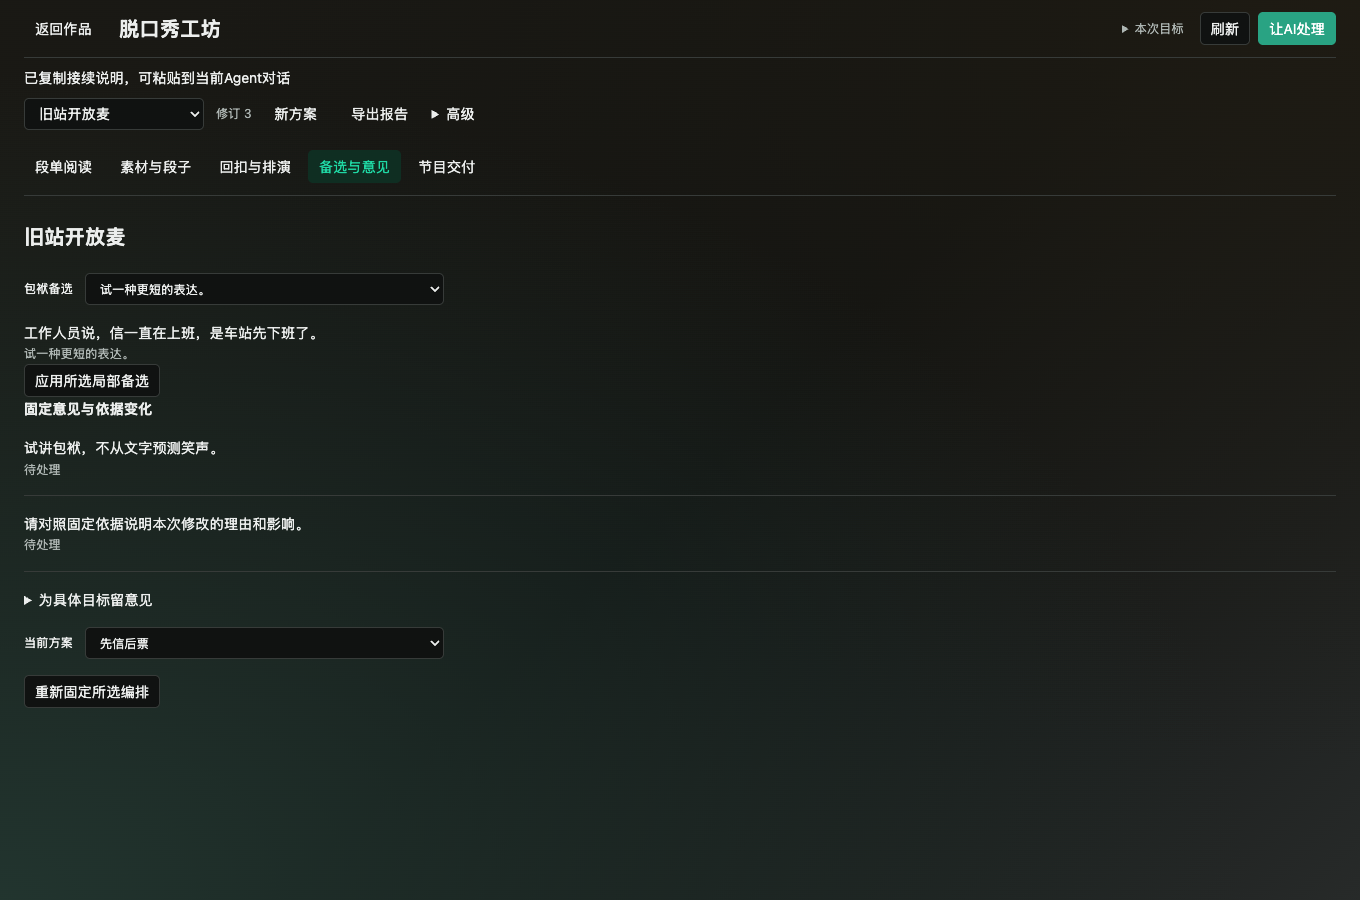 返回作品 脱口秀工坊 ▶ 本次目标 刷新 让AI处理
已复制接续说明，可粘贴到当前Agent对话
旧站开放麦 修订 3 新方案 导出报告 ▶ 高级
段单阅读 素材与段子 回扣与排演 备选与意见 节目交付
旧站开放麦
包袱备选 试一种更短的表达。
工作人员说，信一直在上班，是车站先下班了。
试一种更短的表达。
应用所选局部备选
固定意见与依据变化
试讲包袱，不从文字预测笑声。
待处理
请对照固定依据说明本次修改的理由和影响。
待处理
▶ 为具体目标留意见
当前方案 先信后票
重新固定所选编排